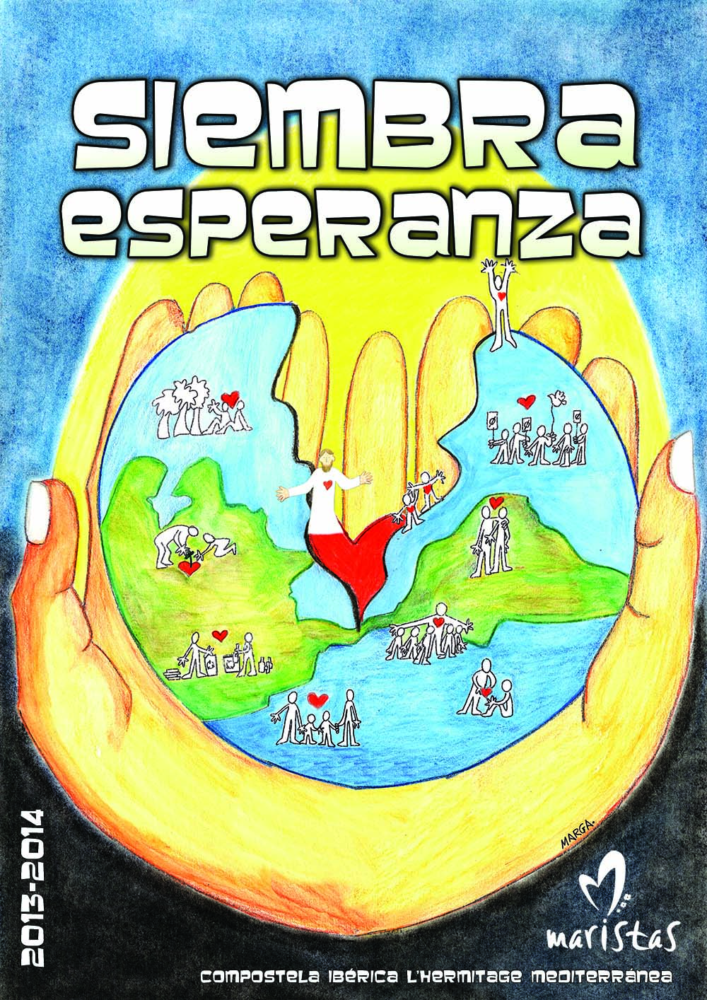 SIEMBRA
ESPERANZA
MARGA.
2013-2014
maristas
COMPOSTELA IBÉRICA L'HERMITAGE MEDITERRÁNEA